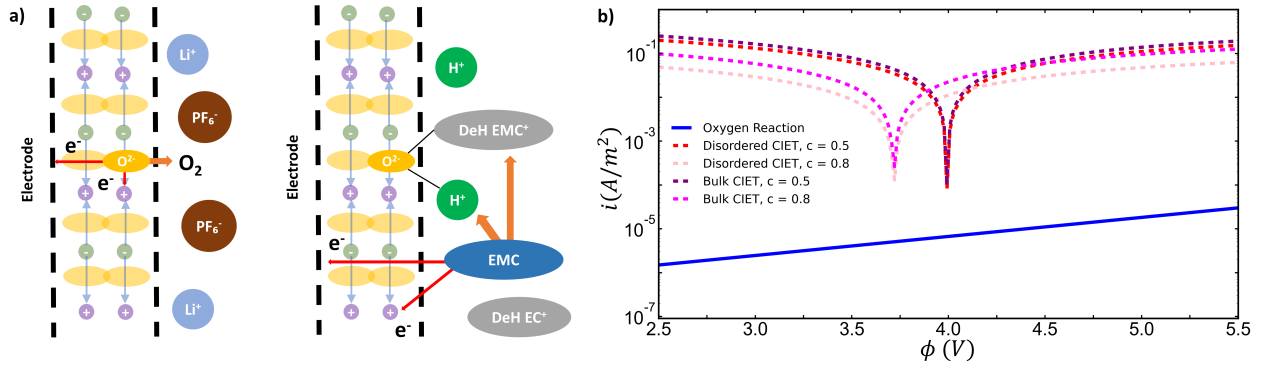 a)
Electrode
-
-
+
+
-
-
e-
O2-
O2
e-
+
+
-
-
+
+
Li+
PF6-
PF6-
Li+
Electrode
-
-
+
+
-
-
O2-
+
+
e-
-
-
+
+
e-
H+
DeH EMC+
H+
EMC
DeH EC+
b)
i(A/m²)
10-1
10-3
10-5
10-7
Oxygen Reaction
Disordered CIET, c = 0.5
Disordered CIET, c = 0.8
Bulk CIET, c = 0.5
Bulk CIET, c = 0.8
2.5 3.0 3.5 4.0 4.5 5.0 5.5
ϕ (V)